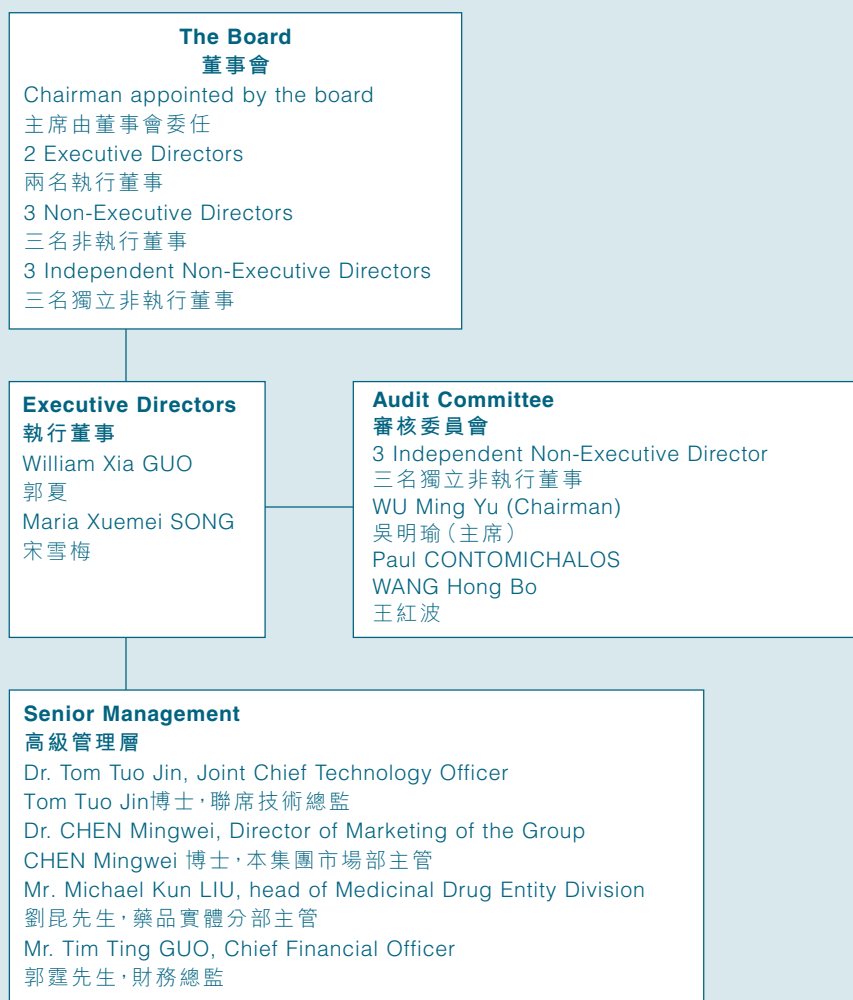 The Board
董事會
Chairman appointed by the board
主席由董事會委任
2 Executive Directors
兩名執行董事
3 Non-Executive Directors
三名非執行董事
3 Independent Non-Executive Directors
三名獨立非執行董事
Executive Directors
執行董事
William Xia GUO
郭夏
Maria Xuemei SONG
宋雪梅
Audit Committee
審核委員會
3 Independent Non-Executive Director
三名獨立非執行董事
WU Ming Yu (Chairman)
吳明瑜（主席）
Paul CONTOMICHALOS
WANG Hong Bo
王紅波
Senior Management
高級管理層
Dr. Tom Tuo Jin, Joint Chief Technology Officer
Tom Tuo Jin博士，聯席技術總監
Dr. CHEN Mingwei, Director of Marketing of the Group
CHEN Mingwei 博士，本集團市場部主管
Mr. Michael Kun LIU, head of Medicinal Drug Entity Division
劉昆先生，藥品實體分部主管
Mr. Tim Ting GUO, Chief Financial Officer
郭霆先生，財務總監